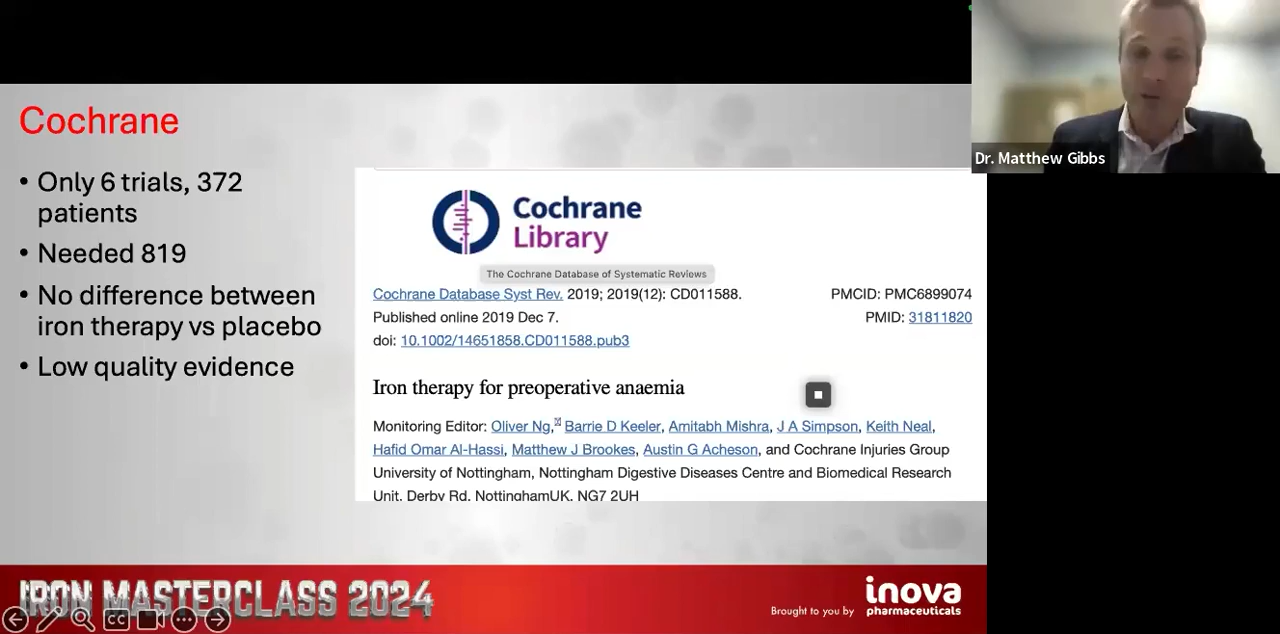 Cochrane
• Only 6 trials, 372
patients
• Needed 819
• No difference between
iron therapy vs placebo
• Low quality evidence
Cochrane
Library
The Cochrane Database of Systematic Reviews
Cochrane Database Syst Rev. 2019; 2019(12): CD011588.
PMCID: PMC6899074
Published online 2019 Dec 7.
PMID: 31811820
doi: 10.1002/14651858.CD011588.pub3
Iron therapy for preoperative anaemia
Monitoring Editor: Oliver Ng, Barrie D Keeler, Amitabh Mishra, J A Simpson, Keith Neal,
Hafid Omar Al-Hassi, Matthew J Brookes, Austin G Acheson, and Cochrane Injuries Group
University of Nottingham, Nottingham Digestive Diseases Centre and Biomedical Research
Unit, Derby Rd, NottinghamUK, NG7 2UH
Dr. Matthew Gibbs
IRON MASTERCLASS 2024
CC
Brought to you by
inova
pharmaceuticals